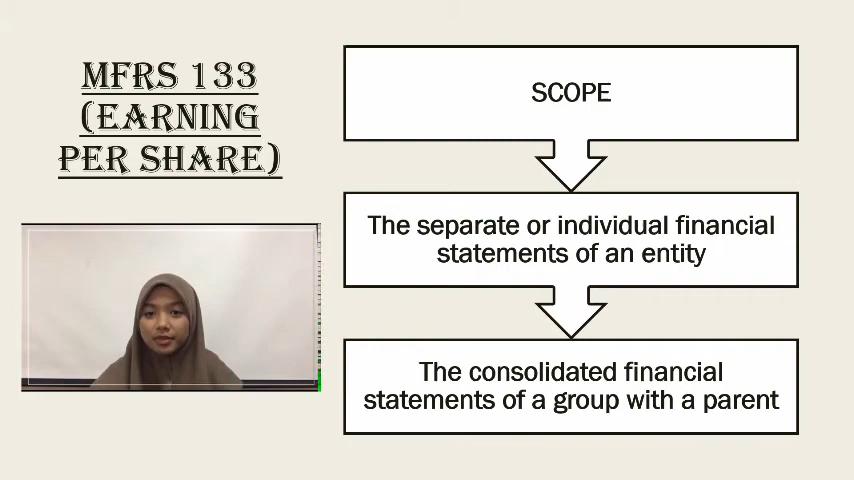 MFRS 133
(EARNING
PER SHARE)
SCOPE
The separate or individual financial
statements of an entity
The consolidated financial
statements of a group with a parent